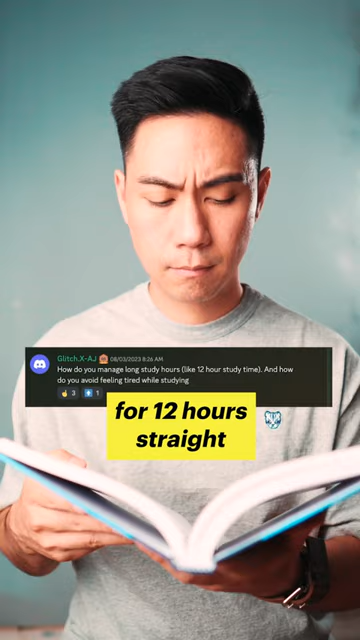 Glitch.X-AJ 08/03/2023 8:26 AM
How do you manage long study hours (like 12 hour study time). And how
do you avoid feeling tired while studying
3 1
for 12 hours
straight